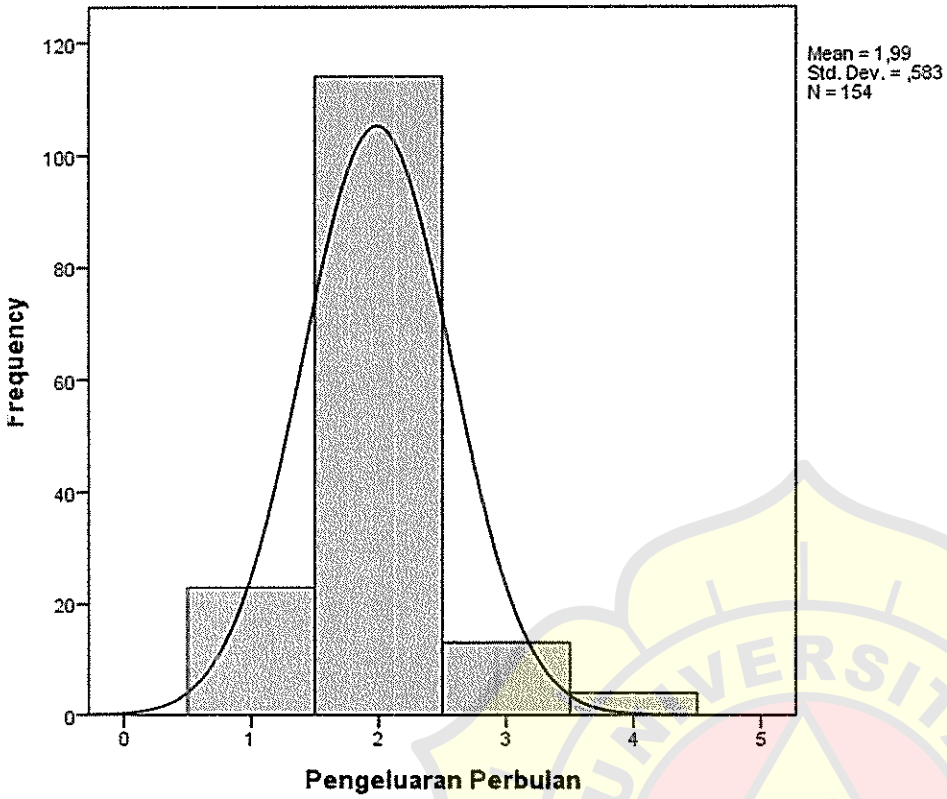 Mean = 1,99
Std. Dev. = ,583
N = 154
120
100
80
60
40
20
0
Frequency
0 1 2 3 4 5
Pengeluaran Perbulan
UNIVERSIT